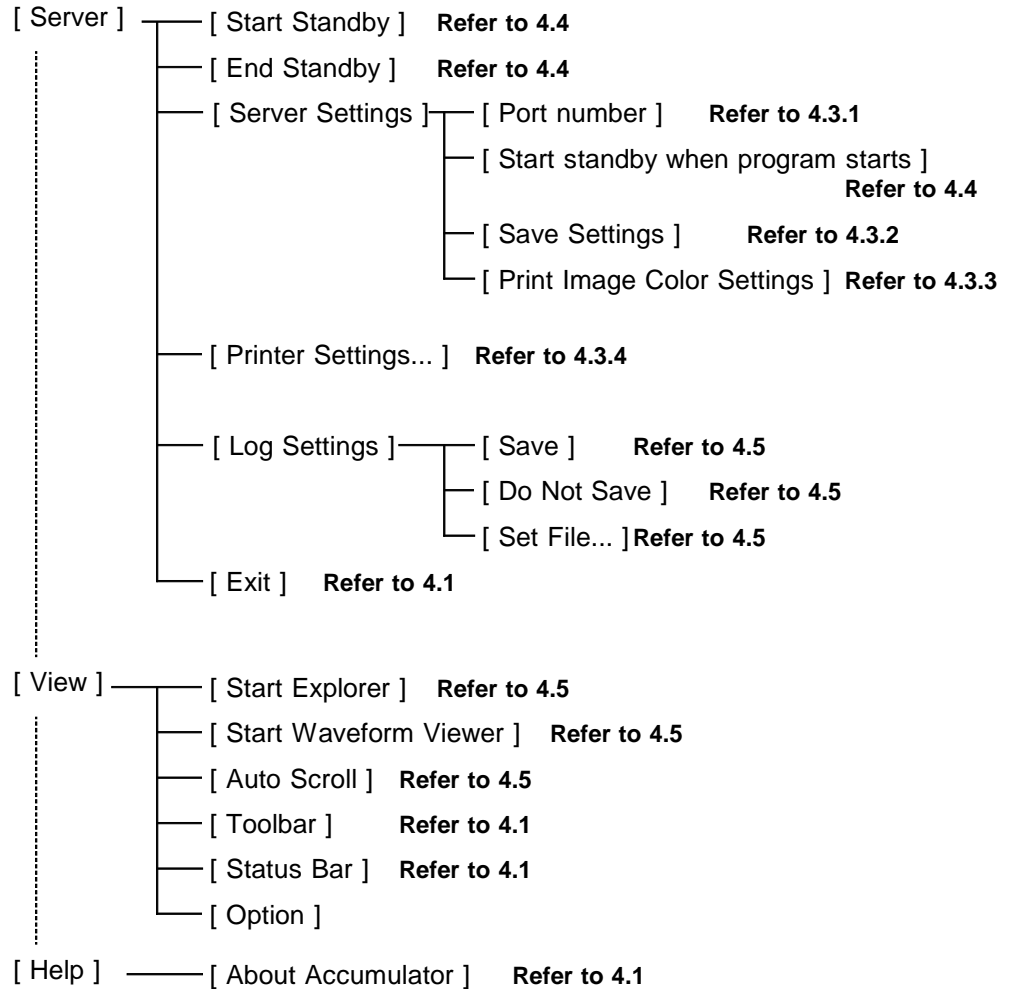 [ Server ] [ Start Standby ] Refer to 4.4
[ End Standby ] Refer to 4.4
[ Server Settings ] [ Port number ] Refer to 4.3.1
[ Start standby when program starts ]
Refer to 4.4
[ Save Settings ] Refer to 4.3.2
[ Print Image Color Settings ] Refer to 4.3.3
[ Printer Settings... ] Refer to 4.3.4
[ Log Settings ] [ Save ] Refer to 4.5
[ Do Not Save ] Refer to 4.5
[ Set File... ] Refer to 4.5
[ Exit ] Refer to 4.1
[ View ] [ Start Explorer ] Refer to 4.5
[ Start Waveform Viewer ] Refer to 4.5
[ Auto Scroll ] Refer to 4.5
[ Toolbar ] Refer to 4.1
[ Status Bar ] Refer to 4.1
[ Option ]
[ Help ] [ About Accumulator ] Refer to 4.1